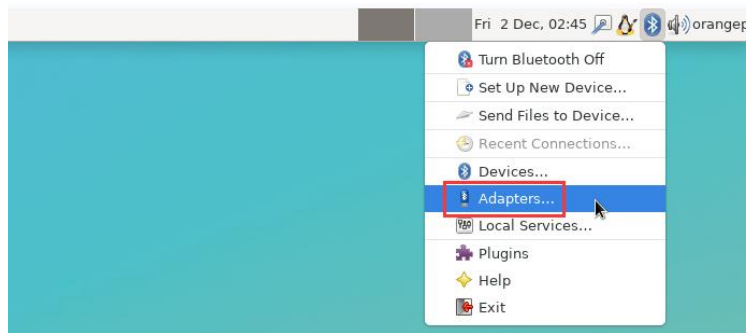 Fri 2 Dec, 02:45 orangep
Turn Bluetooth Off
Set Up New Device...
Send Files to Device...
Recent Connections...
Devices...
Adapters...
Local Services...
Plugins
Help
Exit